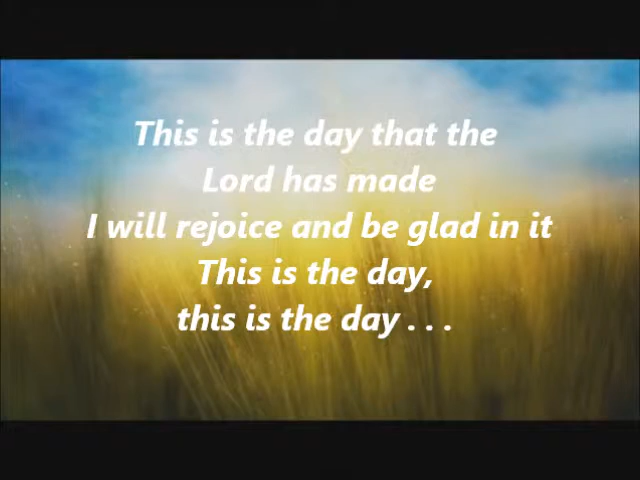 This is the day that the
Lord has made
I will rejoice and be glad in it
This is the day,
this is the day . . .